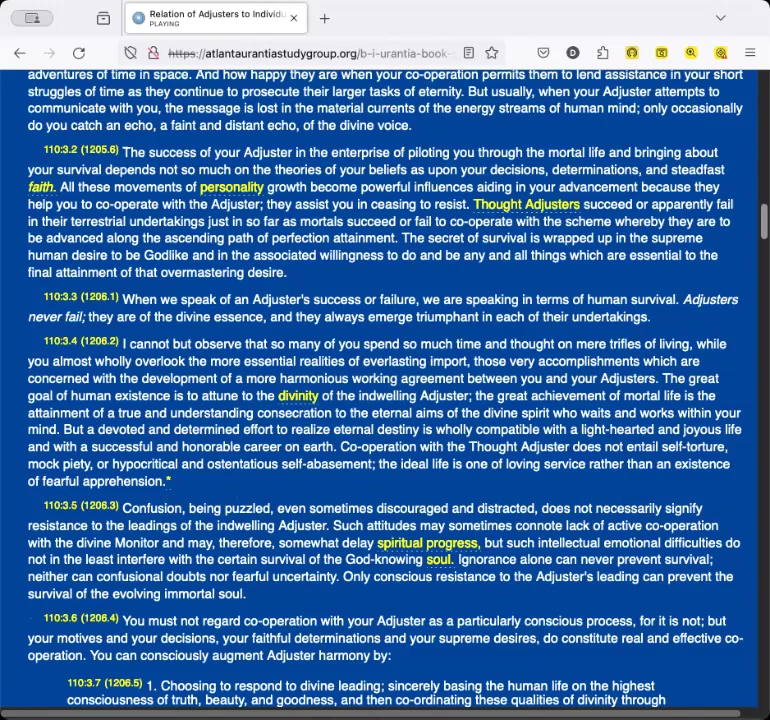 Relation of Adjusters to Individu
PLAYING
https://atlantaurantiastudygroup.org/b-i-urantia-book-
adventures of time in space. And how happy they are when your co-operation permits them to lend assistance in your short
struggles of time as they continue to prosecute their larger tasks of eternity. But usually, when your Adjuster attempts to
communicate with you, the message is lost in the material currents of the energy streams of human mind; only occasionally
do you catch an echo, a faint and distant echo, of the divine voice.
110:3.2 (1205.6) The success of your Adjuster in the enterprise of piloting you through the mortal life and bringing about
your survival depends not so much on the theories of your beliefs as upon your decisions, determinations, and steadfast
faith. All these movements of personality growth become powerful influences aiding in your advancement because they
help you to co-operate with the Adjuster; they assist you in ceasing to resist. Thought Adjusters succeed or apparently fail
in their terrestrial undertakings just in so far as mortals succeed or fail to co-operate with the scheme whereby they are to
be advanced along the ascending path of perfection attainment. The secret of survival is wrapped up in the supreme
human desire to be Godlike and in the associated willingness to do and be any and all things which are essential to the
final attainment of that overmastering desire.
110:3.3 (1206.1) When we speak of an Adjuster's success or failure, we are speaking in terms of human survival. Adjusters
never fail; they are of the divine essence, and they always emerge triumphant in each of their undertakings.
110:3.4 (1206.2) I cannot but observe that so many of you spend so much time and thought on mere trifles of living, while
you almost wholly overlook the more essential realities of everlasting import, those very accomplishments which are
concerned with the development of a more harmonious working agreement between you and your Adjusters. The great
goal of human existence is to attune to the divinity of the indwelling Adjuster; the great achievement of mortal life is the
attainment of a true and understanding consecration to the eternal aims of the divine spirit who waits and works within your
mind. But a devoted and determined effort to realize eternal destiny is wholly compatible with a light-hearted and joyous life
and with a successful and honorable career on earth. Co-operation with the Thought Adjuster does not entail self-torture,
mock piety, or hypocritical and ostentatious self-abasement; the ideal life is one of loving service rather than an existence
of fearful apprehension.*
110:3.5 (1206.3) Confusion, being puzzled, even sometimes discouraged and distracted, does not necessarily signify
resistance to the leadings of the indwelling Adjuster. Such attitudes may sometimes connote lack of active co-operation
with the divine Monitor and may, therefore, somewhat delay spiritual progress, but such intellectual emotional difficulties do
not in the least interfere with the certain survival of the God-knowing soul. Ignorance alone can never prevent survival;
neither can confusional doubts nor fearful uncertainty. Only conscious resistance to the Adjuster's leading can prevent the
survival of the evolving immortal soul.
110:3.6 (1206.4) You must not regard co-operation with your Adjuster as a particularly conscious process, for it is not; but
your motives and your decisions, your faithful determinations and your supreme desires, do constitute real and effective co-
operation. You can consciously augment Adjuster harmony by:
110:3.7 (1206.5) 1. Choosing to respond to divine leading; sincerely basing the human life on the highest
consciousness of truth, beauty, and goodness, and then co-ordinating these qualities of divinity through